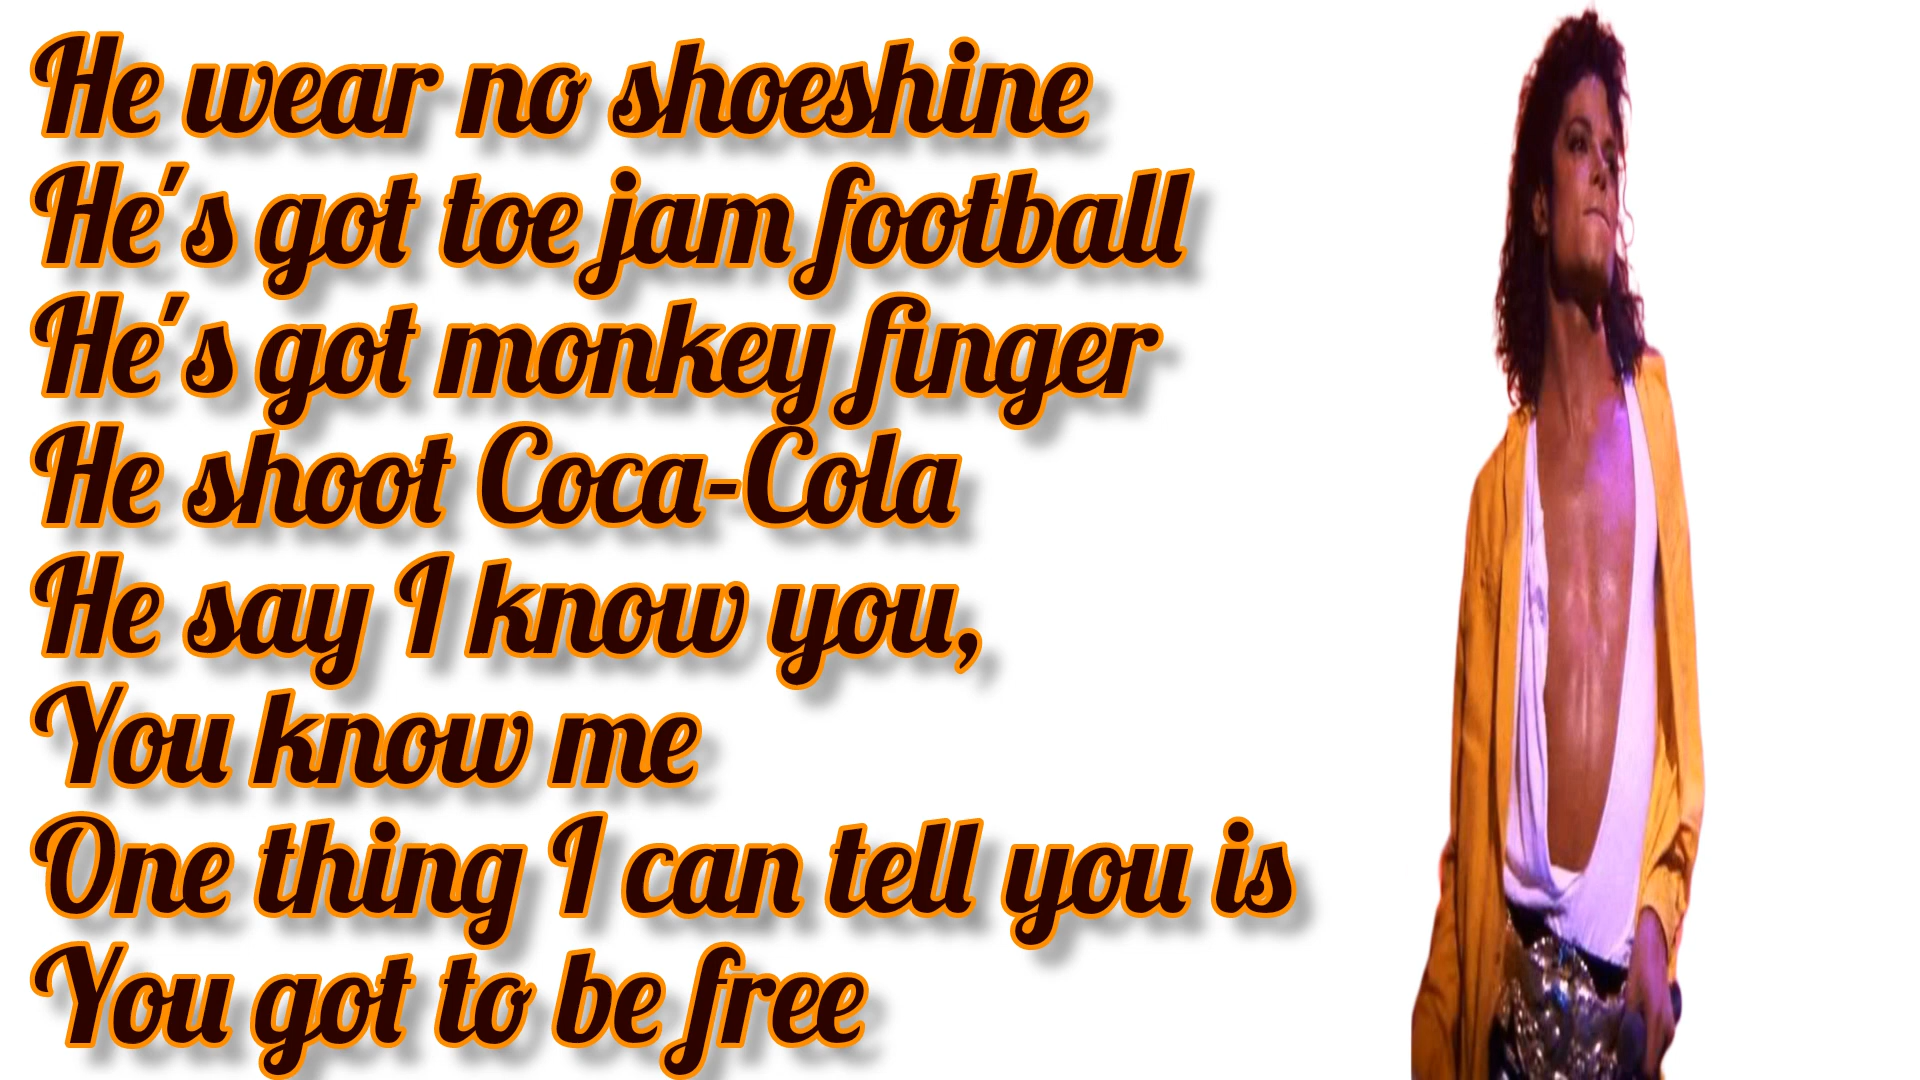 He wear no shoeshine
He's got toe jam football
He's got monkey finger
He shoot Coca-Cola
He say I know you,
You know me
One thing I can tell you is
You got to be free